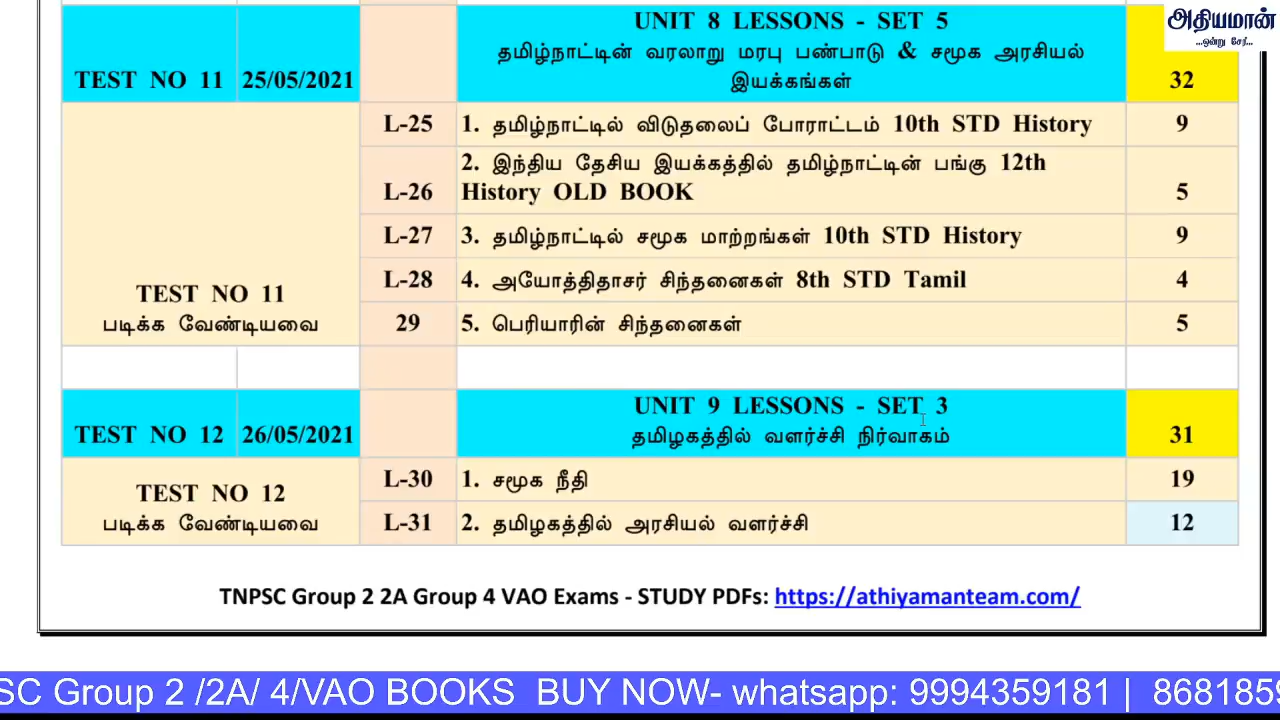 அதியமான்
...ஒன்று சேர்...
UNIT 8 LESSONS - SET 5
தமிழ்நாட்டின் வரலாறு மரபு பண்பாடு & சமூக அரசியல்
இயக்கங்கள்
TEST NO 11 25/05/2021 32
L-25 1. தமிழ்நாட்டில் விடுதலைப் போராட்டம் 10th STD History 9
2. இந்திய தேசிய இயக்கத்தில் தமிழ்நாட்டின் பங்கு 12th
L-26 History OLD BOOK 5
L-27 3. தமிழ்நாட்டில் சமூக மாற்றங்கள் 10th STD History 9
L-28 4. அயோத்திதாசர் சிந்தனைகள் 8th STD Tamil 4
TEST NO 11
படிக்க வேண்டியவை
29 5. பெரியாரின் சிந்தனைகள் 5
UNIT 9 LESSONS - SET 3
TEST NO 12 26/05/2021 தமிழகத்தில் வளர்ச்சி நிர்வாகம் 31
L-30 1. சமூக நீதி 19
TEST NO 12
படிக்க வேண்டியவை
L-31 2. தமிழகத்தில் அரசியல் வளர்ச்சி 12
TNPSC Group 2 2A Group 4 VAO Exams - STUDY PDFs: https://athiyamanteam.com/
SC Group 2 /2A/ 4/VAO BOOKS BUY NOW- whatsapp: 9994359181 | 868185